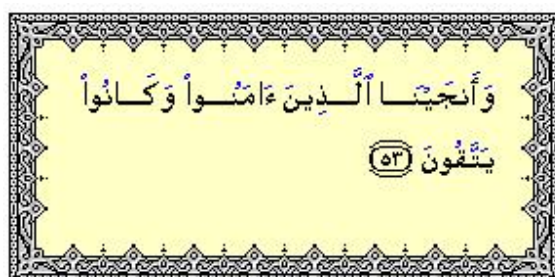 وَأَنجَيْنَا ٱلَّذِينَ ءَامَنُوا۟ وَكَانُوا۟
يَتَّقُونَ ٥٣